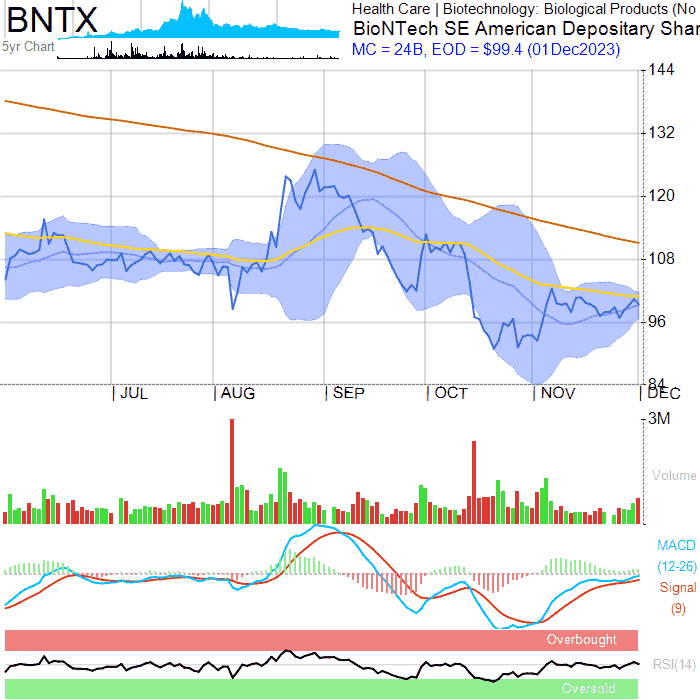 BNTX
5yr Chart
Health Care | Biotechnology: Biological Products (No
BioNTech SE American Depositary Shar
MC = 24B, EOD = $99.4 (01Dec2023)
144
132
120
108
96
84
JUL
AUG
SEP
OCT
NOV
DEC
3M
Volume
MACD
(12-26)
Signal
(9)
Overbought
RSI(14)
Oversold